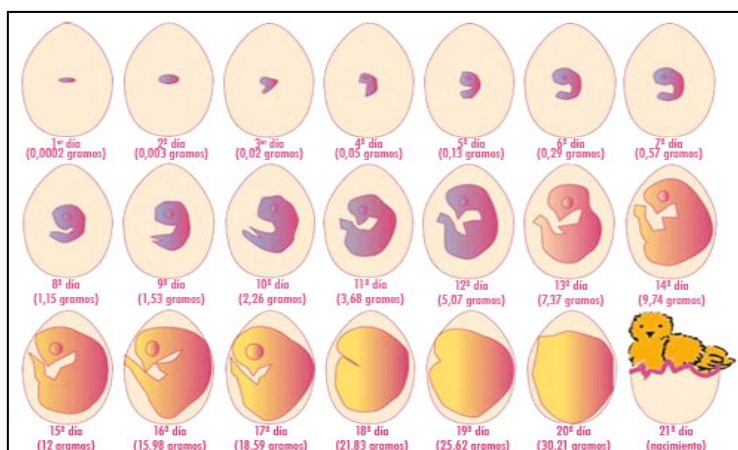 1er día
(0,0002 gramos)
2º día
(0,003 gramos)
3er día
(0,02 gramos)
4º día
(0,05 gramos)
5º día
(0,13 gramos)
6º día
(0,29 gramos)
7º día
(0,57 gramos)
8º día
(1,15 gramos)
9º día
(1,53 gramos)
10º día
(2,26 gramos)
11º día
(3,68 gramos)
12º día
(5,07 gramos)
13º día
(7,37 gramos)
14º día
(9,74 gramos)
15º día
(12 gramos)
16º día
(15,98 gramos)
17º día
(18,59 gramos)
18º día
(21,83 gramos)
19º día
(25,62 gramos)
20º día
(30,21 gramos)
21º día
(nacimiento)